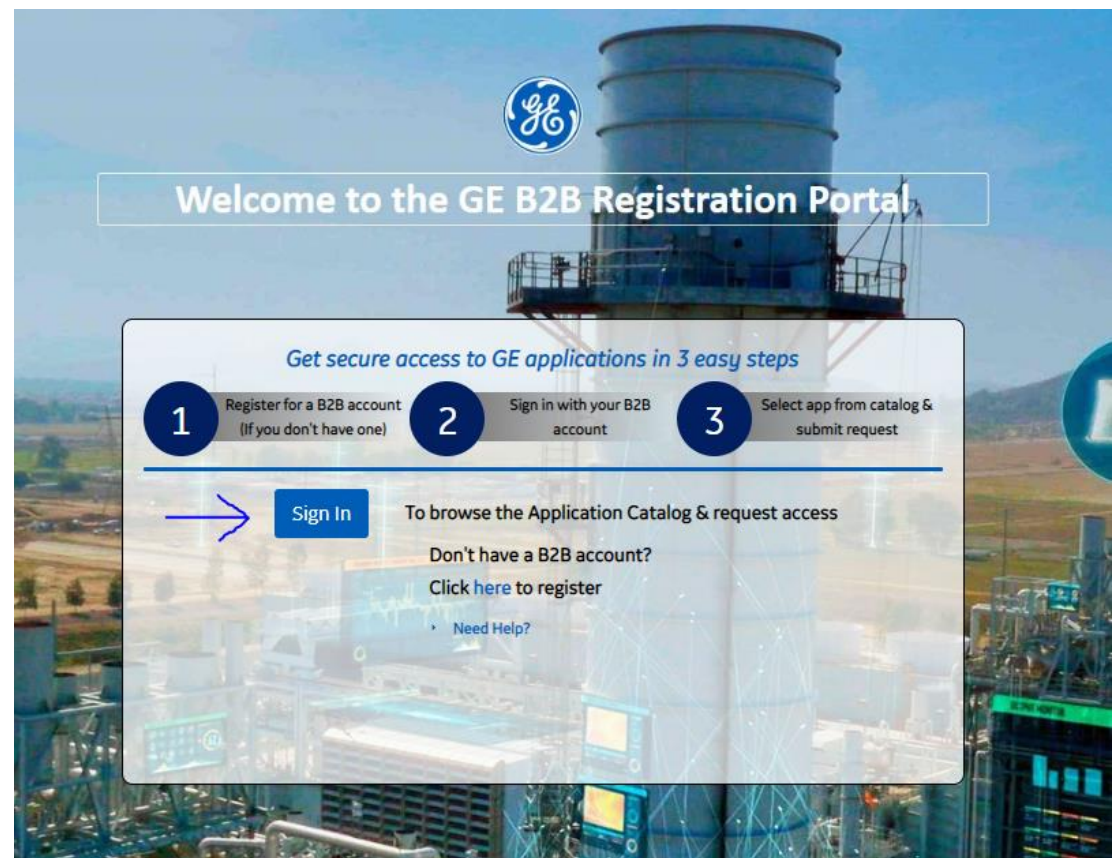 GE
Welcome to the GE B2B Registration Portal
Get secure access to GE applications in 3 easy steps
1
Register for a B2B account
(If you don't have one)
2
Sign in with your B2B
account
3
Select app from catalog &
submit request
Sign In
To browse the Application Catalog & request access
Don't have a B2B account?
Click here to register
Need Help?